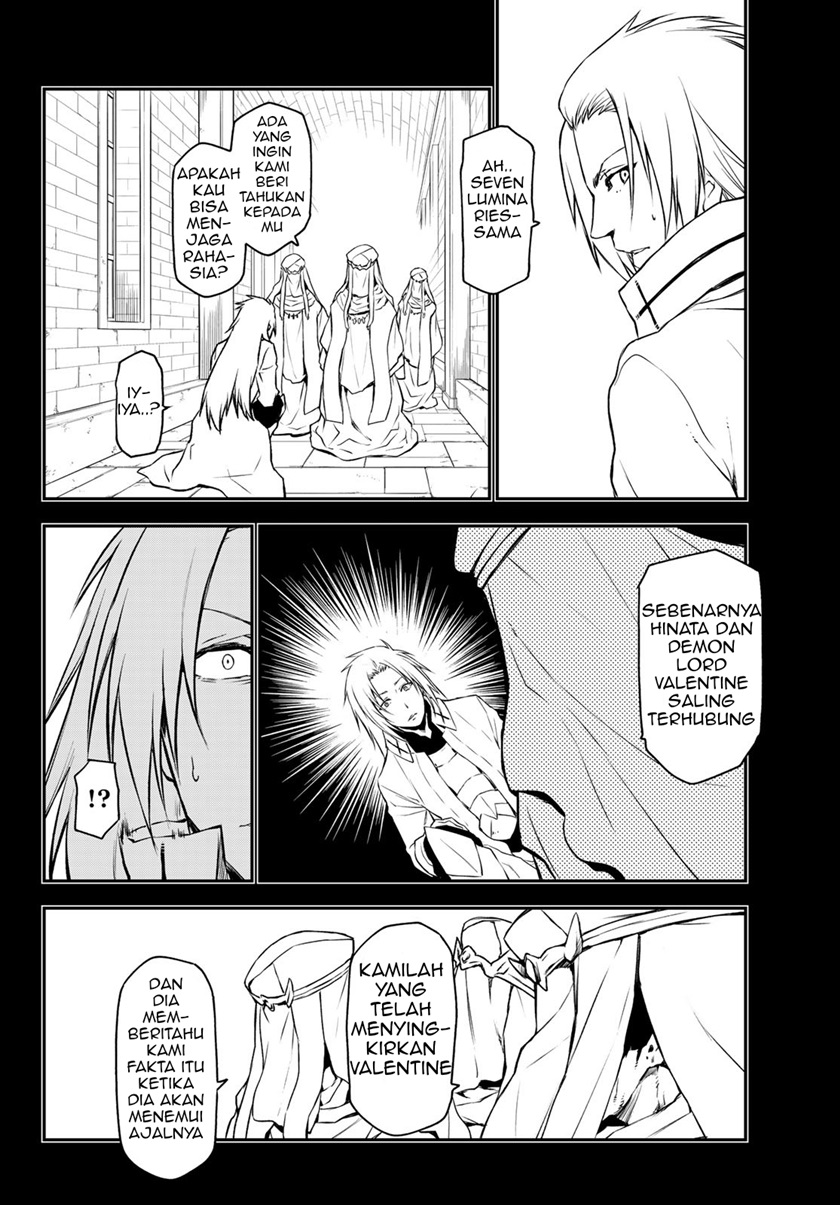 AH..
SEVEN
LUMINA
RIES-
SAMA
ADA
YANG
INGIN
KAMI
BERI
TAHUKAN
KEPADA
MU
APAKAH
KAU
BISA
MEN-
JAGA
RAHA-
SIA?
IY-
IYA..?
SEBENARNYA
HINATA DAN
DEMON
LORD
VALENTINE
SALING
TERHUBUNG
!?
KAMILAH
YANG
TELAH
MENYING-
KIRKAN
VALENTINE
DAN
DIA
MEM-
BERITAHU
KAMI
FAKTA ITU
KETIKA
DIA AKAN
MENEMUI
AJALNYA